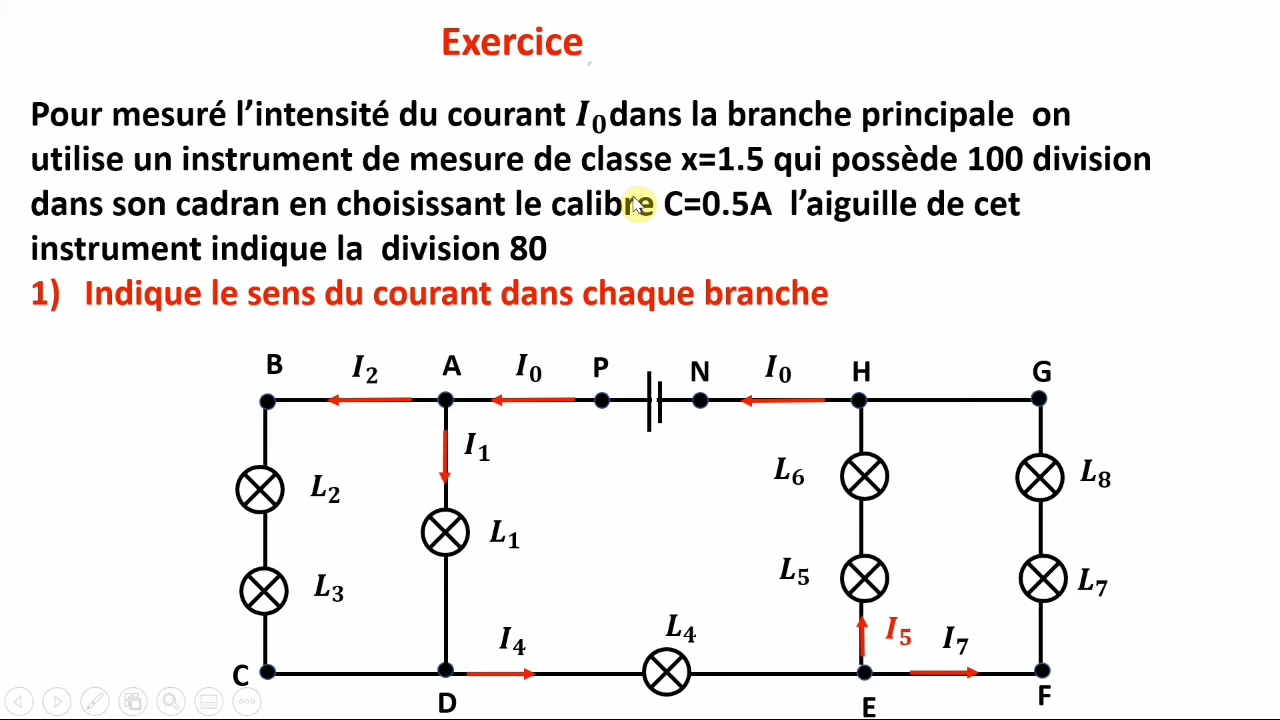 Exercice
Pour mesuré l’intensité du courant I₀ dans la branche principale on
utilise un instrument de mesure de classe x=1.5 qui possède 100 division
dans son cadran en choisissant le calibre C=0.5A l’aiguille de cet
instrument indique la division 80
1) Indique le sens du courant dans chaque branche
B I₂ A I₀ P N I₀ H G
I₁
L₂ L₁ L₆ L₈
L₃ L₅ L₇
I₄ L₄ I₅ I₇
C D E F